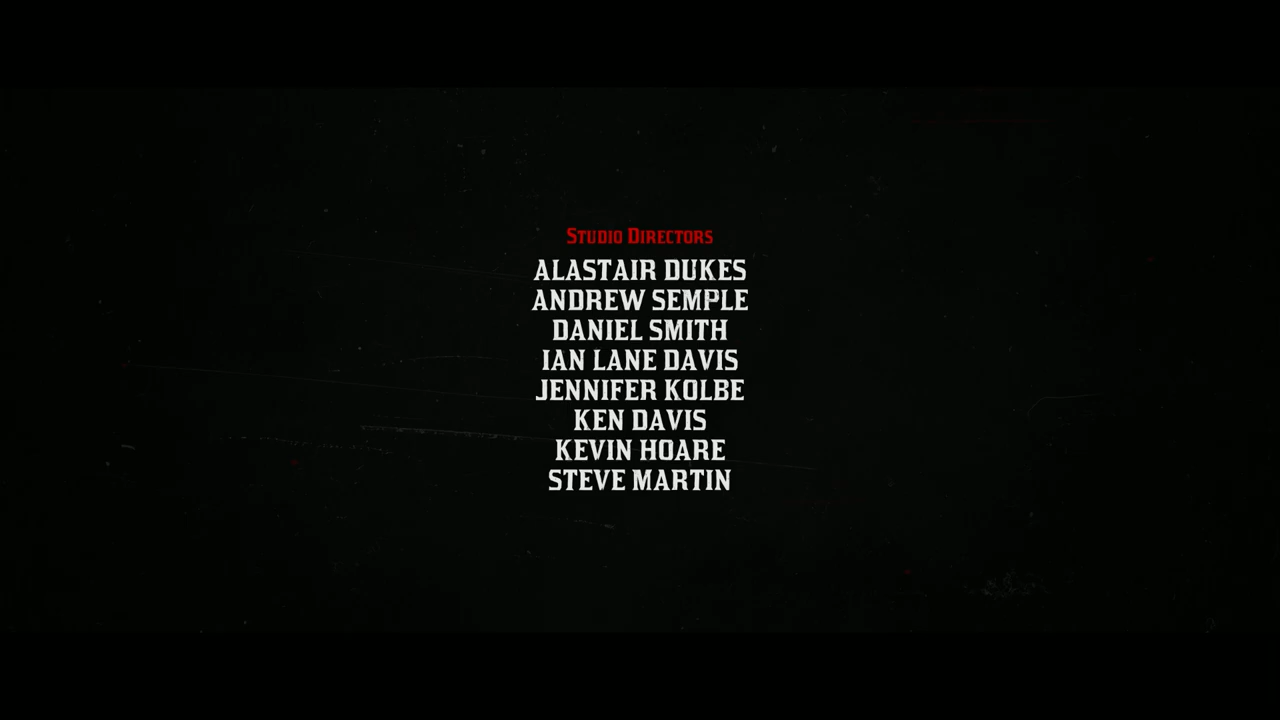 Studio Directors
ALASTAIR DUKES
ANDREW SEMPLE
DANIEL SMITH
IAN LANE DAVIS
JENNIFER KOLBE
KEN DAVIS
KEVIN HOARE
STEVE MARTIN